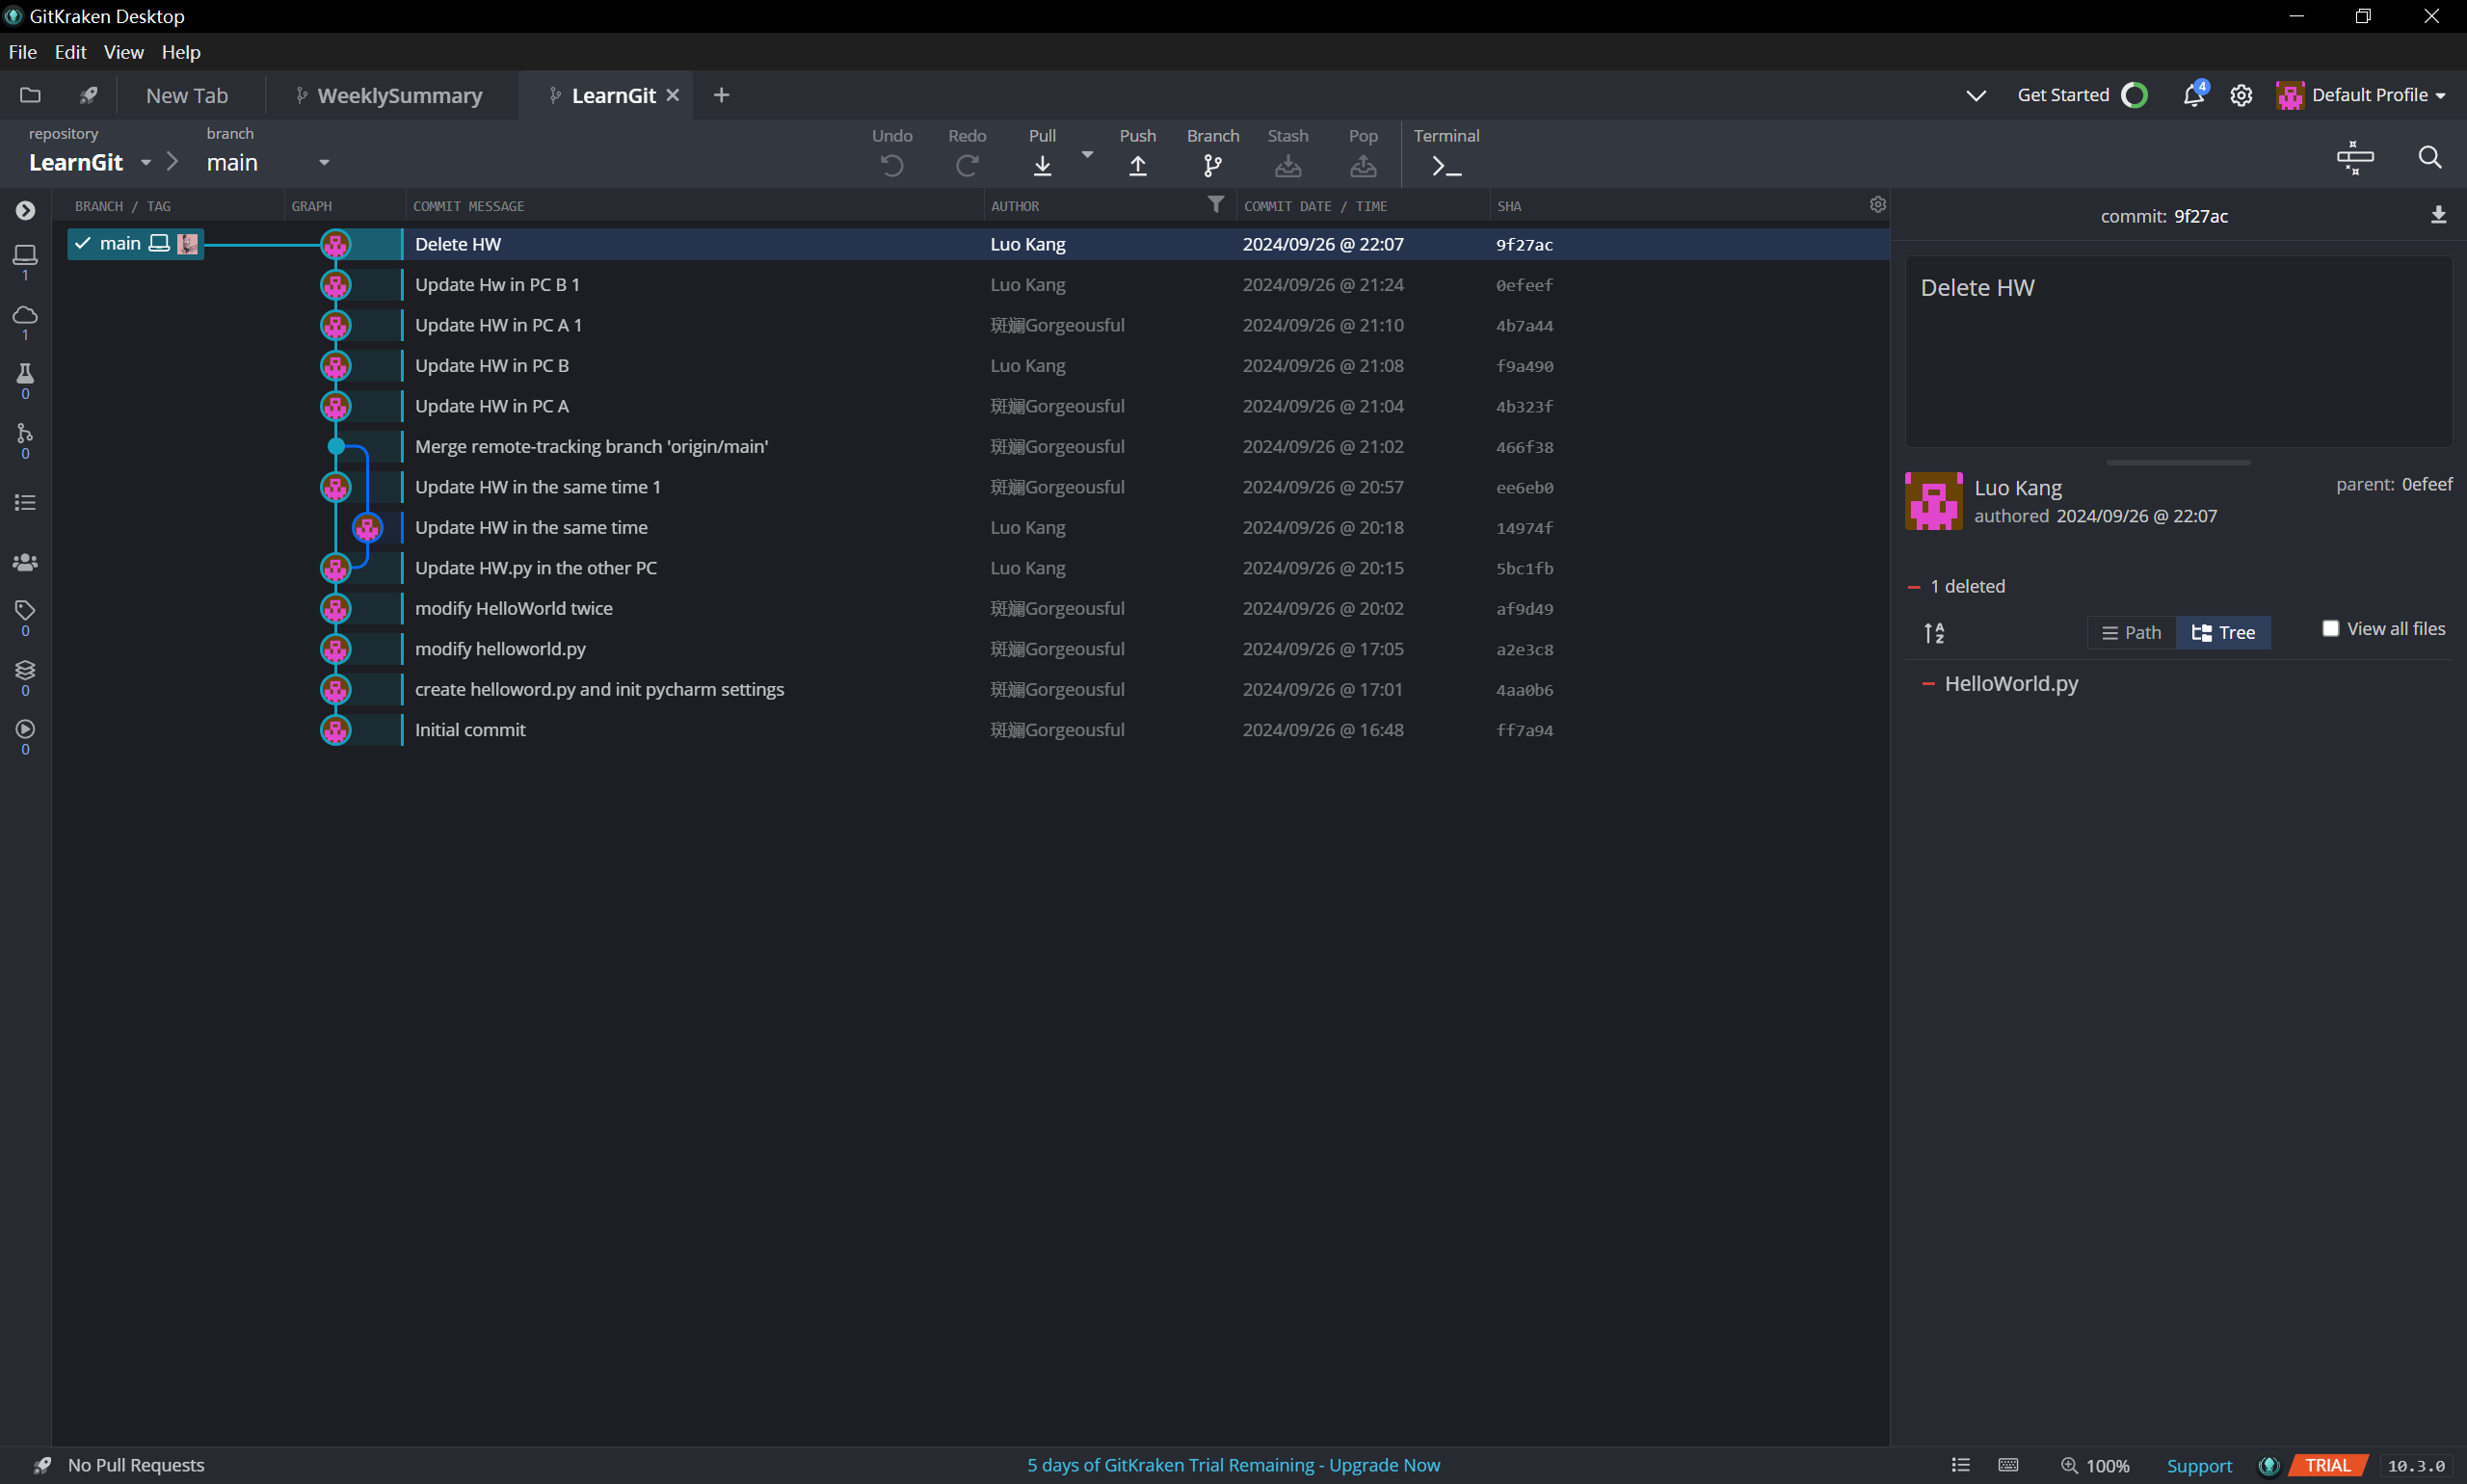 GitKraken Desktop
File Edit View Help
New Tab WeeklySummary LearnGit Get Started 4 Default Profile
repository branch
LearnGit main
Undo Redo Pull Push Branch Stash Pop Terminal
BRANCH / TAG GRAPH COMMIT MESSAGE AUTHOR COMMIT DATE / TIME SHA
main Delete HW Luo Kang 2024/09/26 @ 22:07 9f27ac
Update Hw in PC B 1 Luo Kang 2024/09/26 @ 21:24 0efeef
Update HW in PC A 1 斑斓Gorgeousful 2024/09/26 @ 21:10 4b7a44
Update HW in PC B Luo Kang 2024/09/26 @ 21:08 f9a490
Update HW in PC A 斑斓Gorgeousful 2024/09/26 @ 21:04 4b323f
Merge remote-tracking branch 'origin/main' 斑斓Gorgeousful 2024/09/26 @ 21:02 466f38
Update HW in the same time 1 斑斓Gorgeousful 2024/09/26 @ 20:57 ee6eb0
Update HW in the same time Luo Kang 2024/09/26 @ 20:18 14974f
Update HW.py in the other PC Luo Kang 2024/09/26 @ 20:15 5bc1fb
modify HelloWorld twice 斑斓Gorgeousful 2024/09/26 @ 20:02 af9d49
modify helloworld.py 斑斓Gorgeousful 2024/09/26 @ 17:05 a2e3c8
create helloword.py and init pycharm settings 斑斓Gorgeousful 2024/09/26 @ 17:01 4aa0b6
Initial commit 斑斓Gorgeousful 2024/09/26 @ 16:48 ff7a94
1
1
0
0
0
0
0
commit: 9f27ac
Delete HW
Luo Kang parent: 0efeef
authored 2024/09/26 @ 22:07
1 deleted
A Z Path Tree View all files
HelloWorld.py
No Pull Requests 5 days of GitKraken Trial Remaining - Upgrade Now 100% Support TRIAL 10.3.0